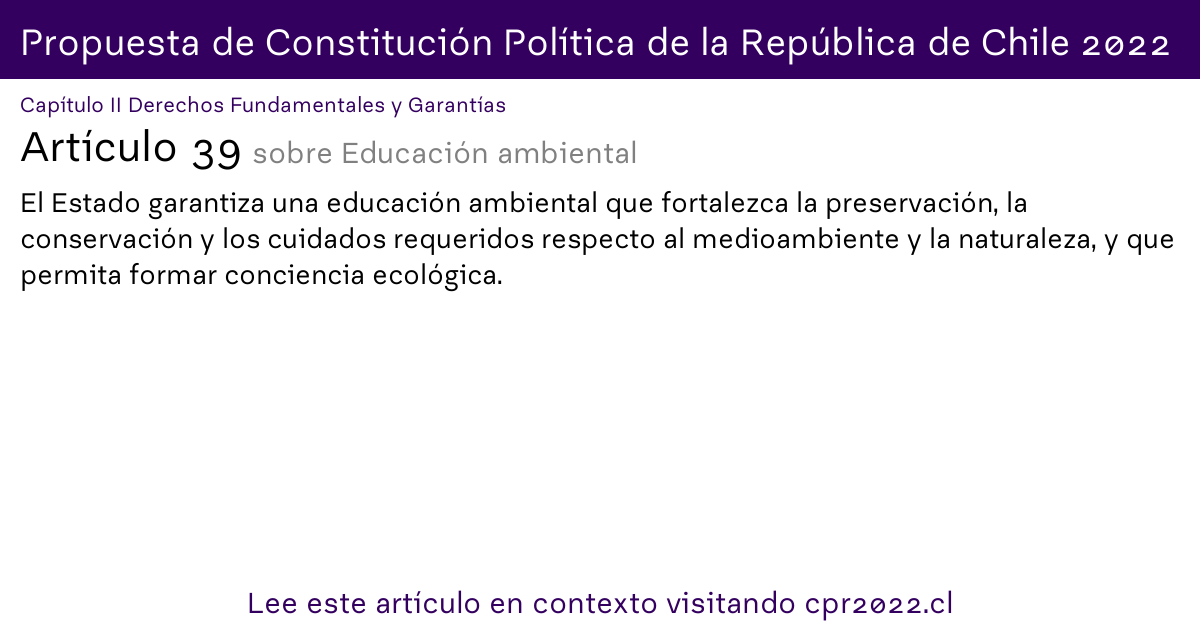 Propuesta de Constitución Política de la República de Chile 2022
Capítulo II Derechos Fundamentales y Garantías
Artículo 39 sobre Educación ambiental
El Estado garantiza una educación ambiental que fortalezca la preservación, la
conservación y los cuidados requeridos respecto al medioambiente y la naturaleza, y que
permita formar conciencia ecológica.
Lee este artículo en contexto visitando cpr2022.cl